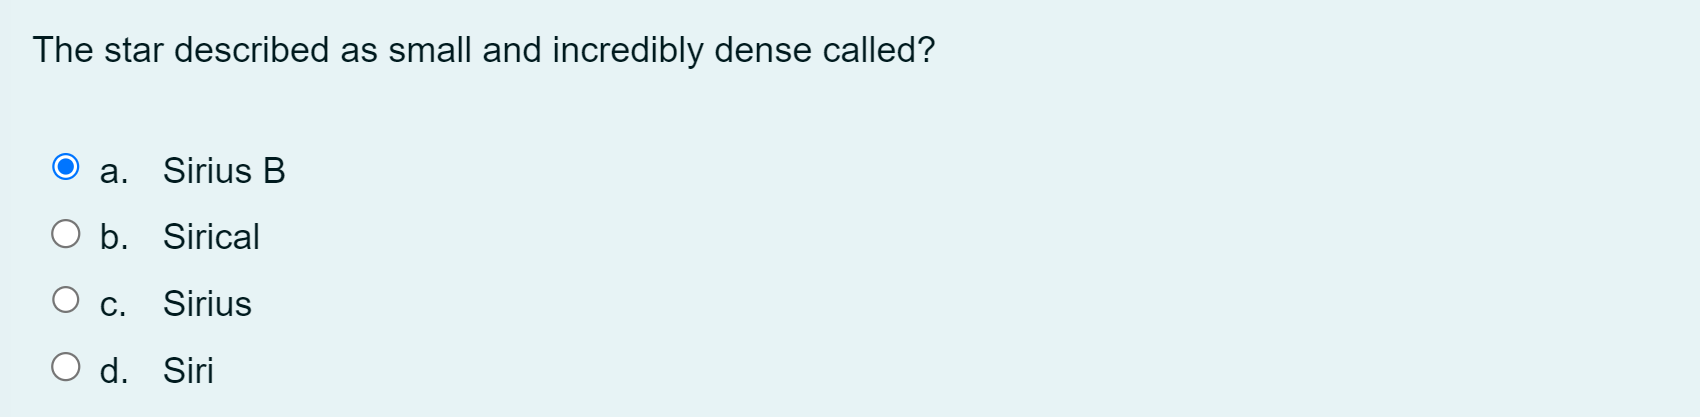 The star described as small and incredibly dense called?
a. Sirius B
b. Sirical
c. Sirius
d. Siri